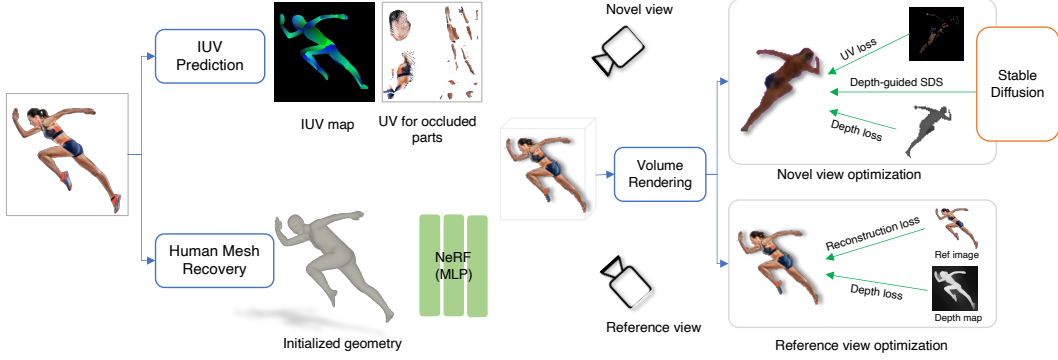 IUV
Prediction
IUV map
UV for occluded
parts
Human Mesh
Recovery
Initialized geometry
NeRF
(MLP)
Novel view
Volume
Rendering
Reference view
UV loss
Depth-guided SDS
Depth loss
Stable
Diffusion
Novel view optimization
Reconstruction loss
Ref image
Depth loss
Depth map
Reference view optimization